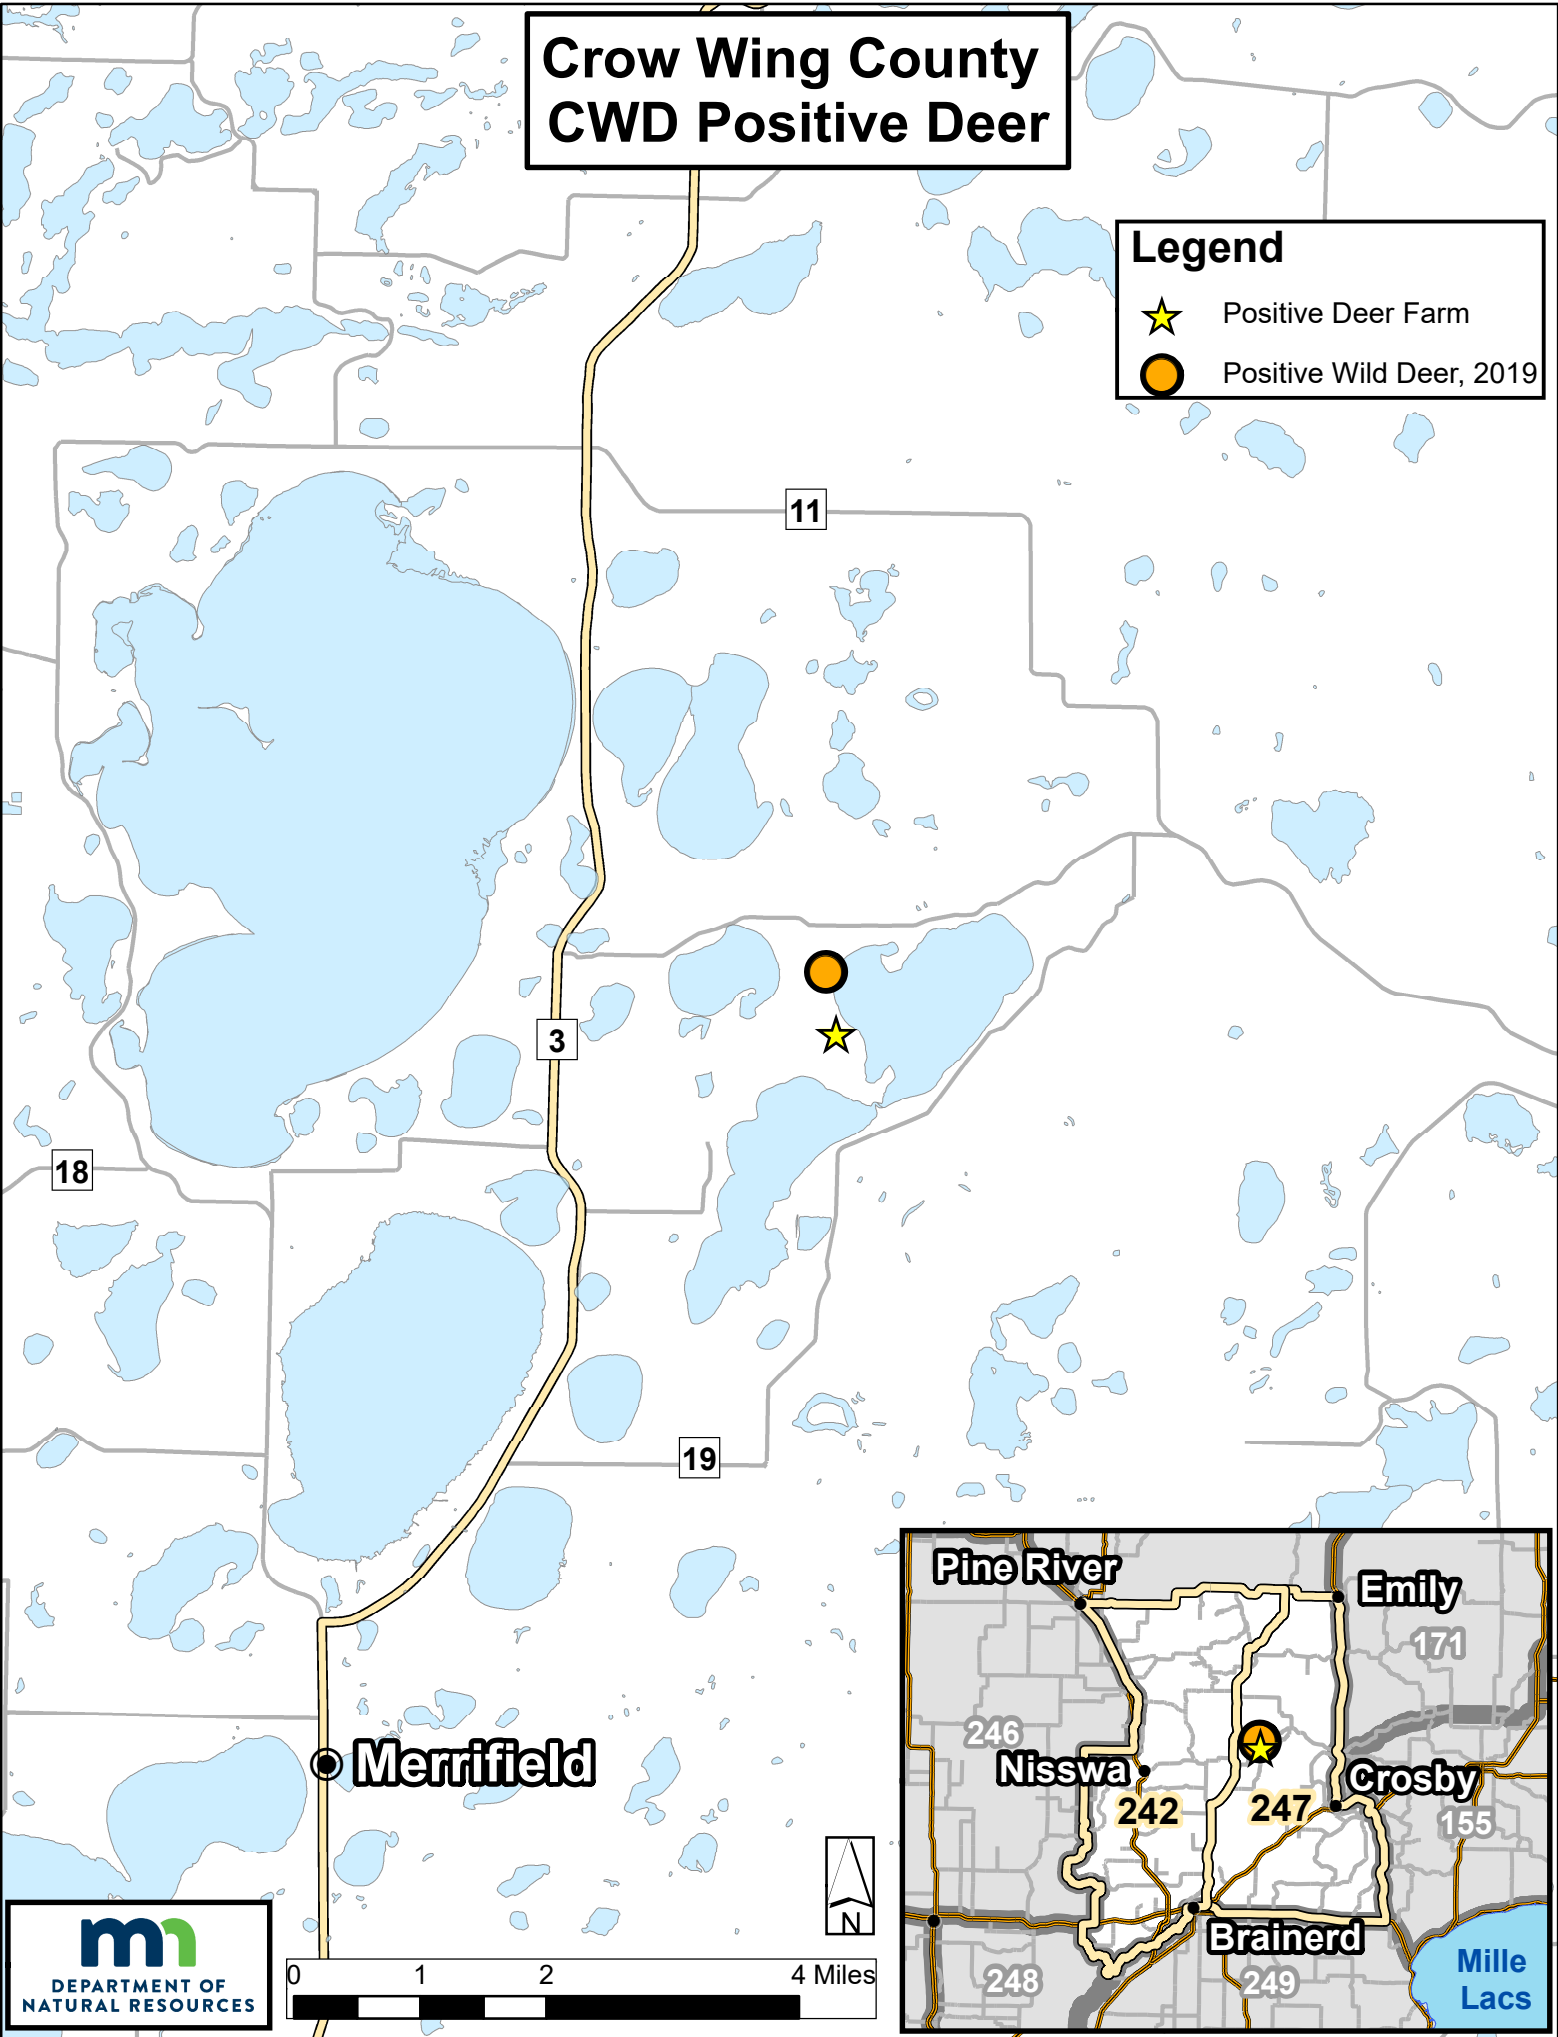 Crow Wing County
CWD Positive Deer
Legend
Positive Deer Farm
Positive Wild Deer, 2019
11
3
18
19
Merrifield
Pine River
Emily
171
246
Nisswa
Crosby
242
247
155
Brainerd
248
249
Mille
Lacs
N
mn
DEPARTMENT OF
NATURAL RESOURCES
0 1 2 4 Miles